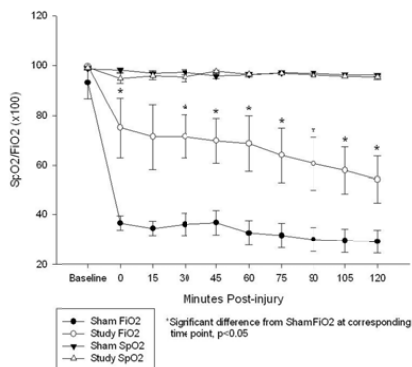 120
100
80
60
40
20
SpO2/FiO2 (x100)
* * * * * * * *
Baseline 0 15 30 45 60 75 90 105 120
Minutes Post-injury
Sham FiO2
Study FiO2
Sham SpO2
Study SpO2
*Significant difference from ShamFiO2 at corresponding
time point, p<0.05